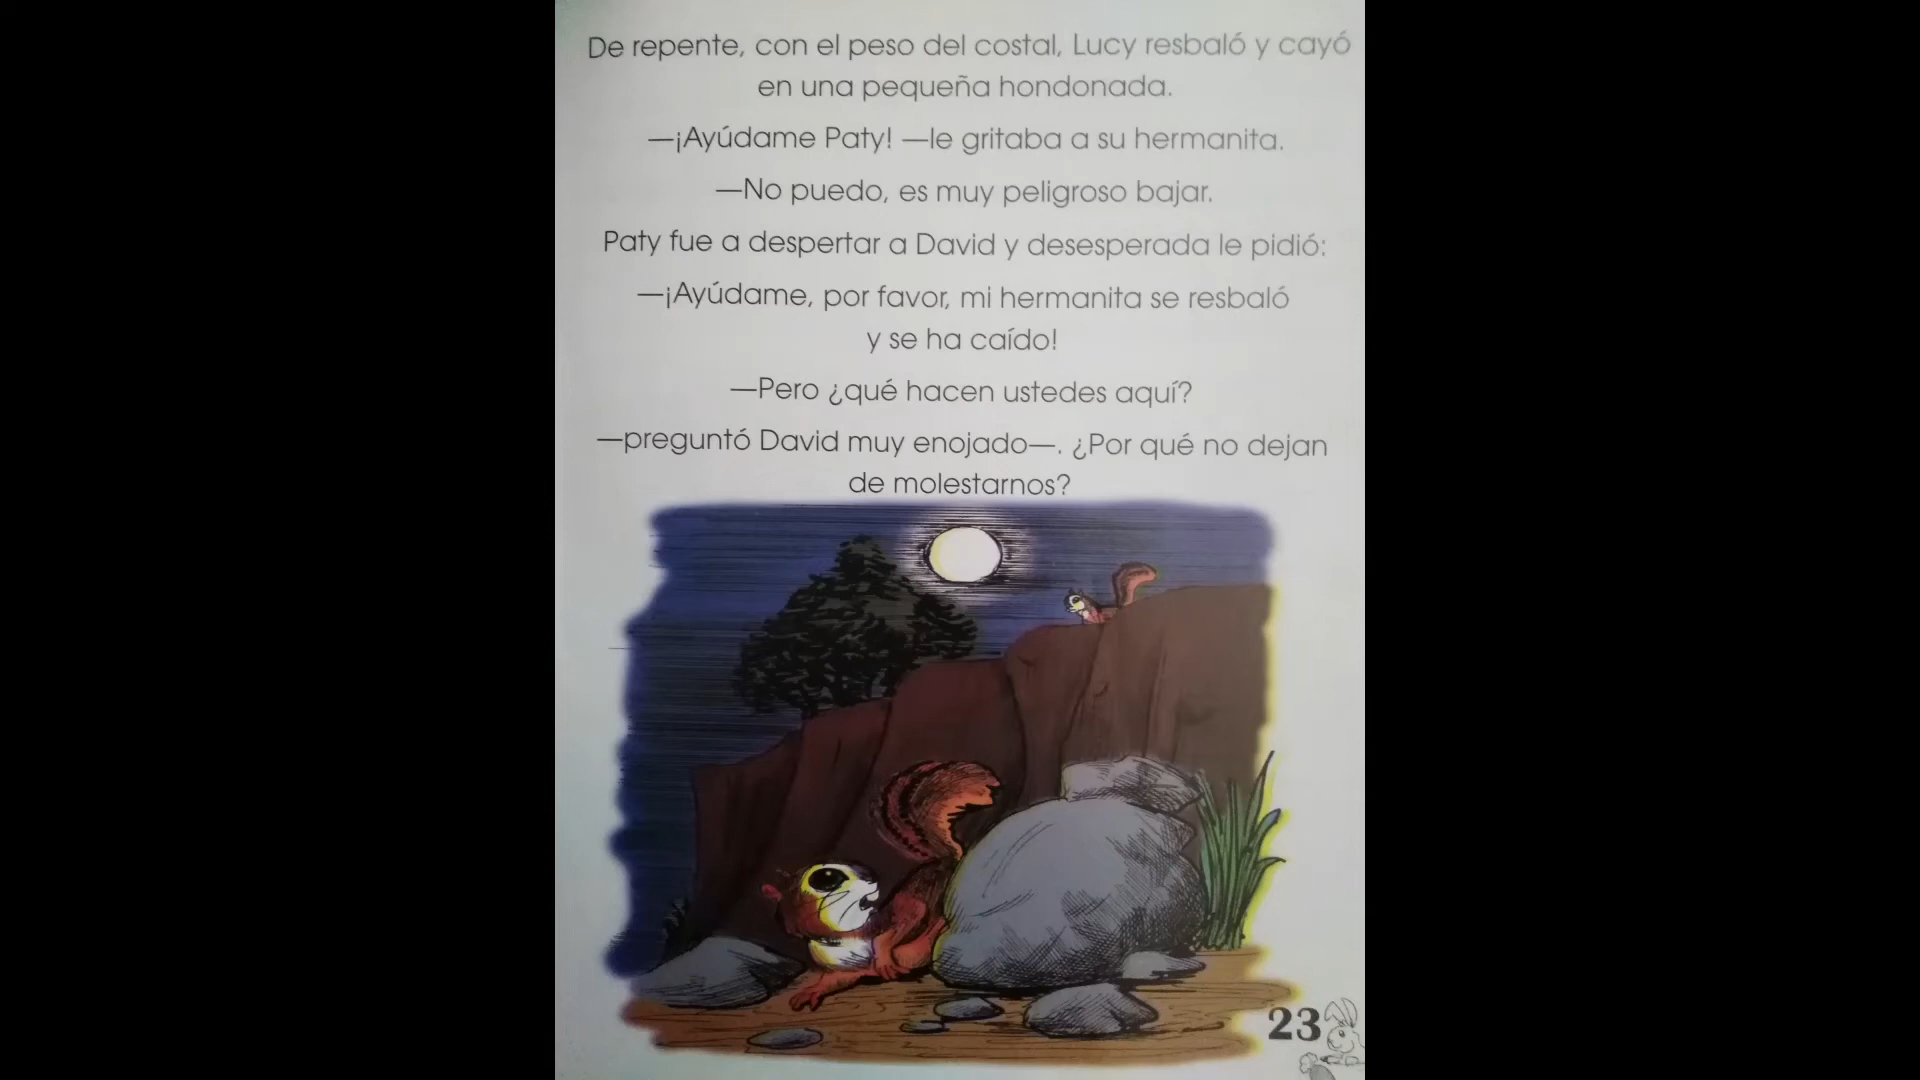 De repente, con el peso del costal, Lucy resbaló y cayó
en una pequeña hondonada.
—¡Ayúdame Paty! —le gritaba a su hermanita.
—No puedo, es muy peligroso bajar.
Paty fue a despertar a David y desesperada le pidió:
—¡Ayúdame, por favor, mi hermanita se resbaló
y se ha caído!
—Pero ¿qué hacen ustedes aquí?
—preguntó David muy enojado—. ¿Por qué no dejan
de molestarnos?
23